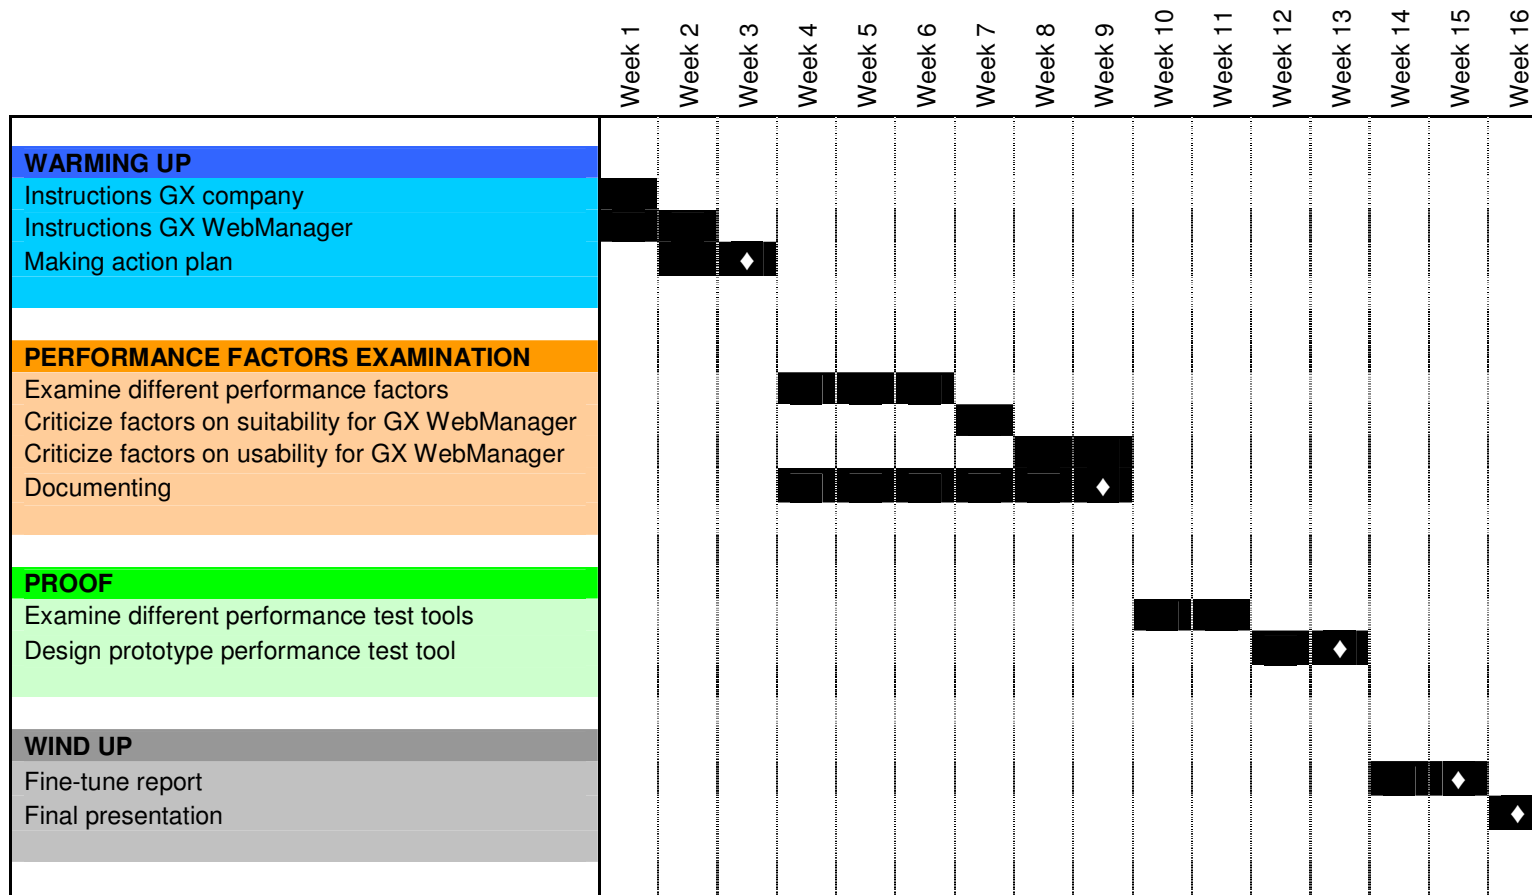 Week 1
Week 2
Week 3
Week 4
Week 5
Week 6
Week 7
Week 8
Week 9
Week 10
Week 11
Week 12
Week 13
Week 14
Week 15
Week 16
WARMING UP
Instructions GX company
Instructions GX WebManager
Making action plan
PERFORMANCE FACTORS EXAMINATION
Examine different performance factors
Criticize factors on suitability for GX WebManager
Criticize factors on usability for GX WebManager
Documenting
PROOF
Examine different performance test tools
Design prototype performance test tool
WIND UP
Fine-tune report
Final presentation